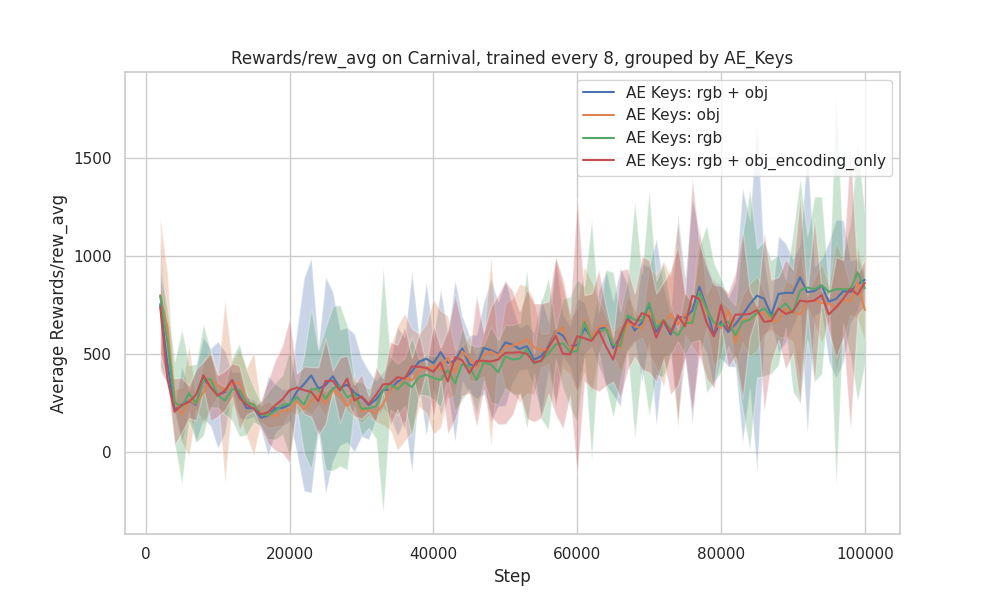 Rewards/rew_avg on Carnival, trained every 8, grouped by AE_Keys
AE Keys: rgb + obj
AE Keys: obj
AE Keys: rgb
AE Keys: rgb + obj_encoding_only
Average Rewards/rew_avg
1500
1000
500
0
0 20000 40000 60000 80000 100000
Step